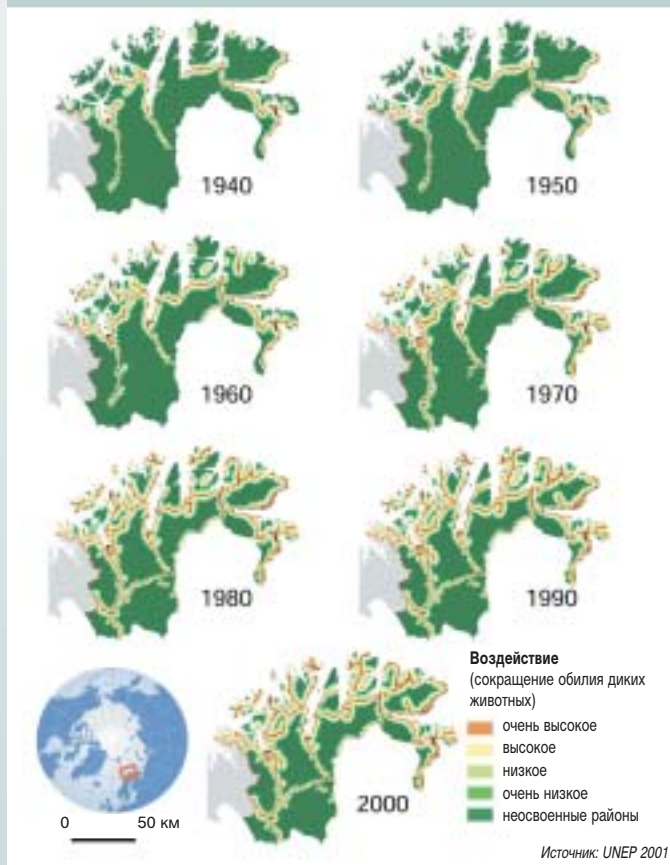 1940
1950
1960
1970
1980
1990
2000
Воздействие
(сокращение обилия диких
животных)
очень высокое
высокое
низкое
очень низкое
неосвоенные районы
0 50 км
Источник: UNEP 2001